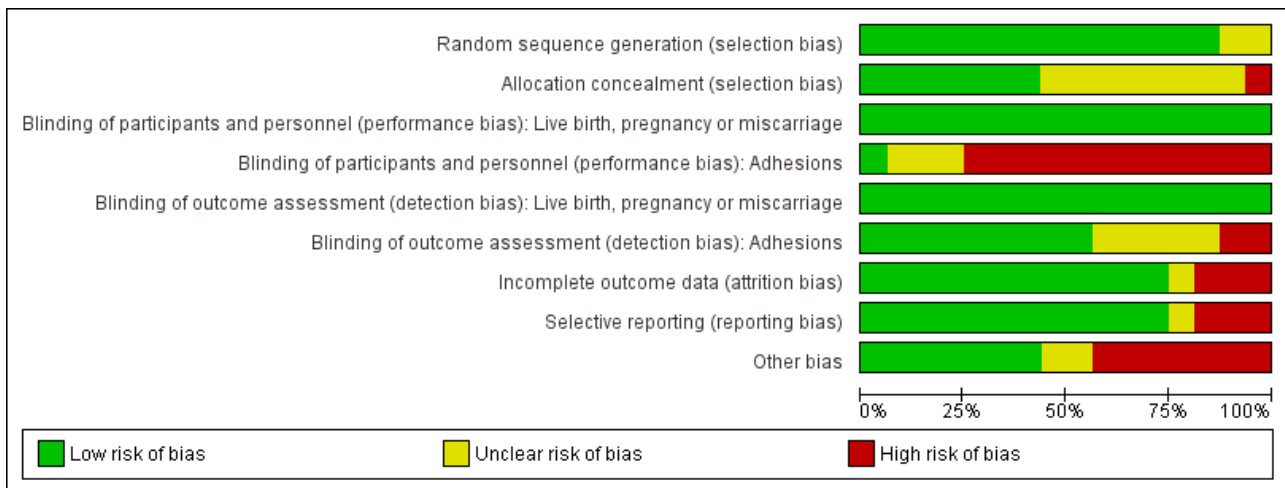 Random sequence generation (selection bias)
Allocation concealment (selection bias)
Blinding of participants and personnel (performance bias): Live birth, pregnancy or miscarriage
Blinding of participants and personnel (performance bias): Adhesions
Blinding of outcome assessment (detection bias): Live birth, pregnancy or miscarriage
Blinding of outcome assessment (detection bias): Adhesions
Incomplete outcome data (attrition bias)
Selective reporting (reporting bias)
Other bias
0% 25% 50% 75% 100%
Low risk of bias Unclear risk of bias High risk of bias